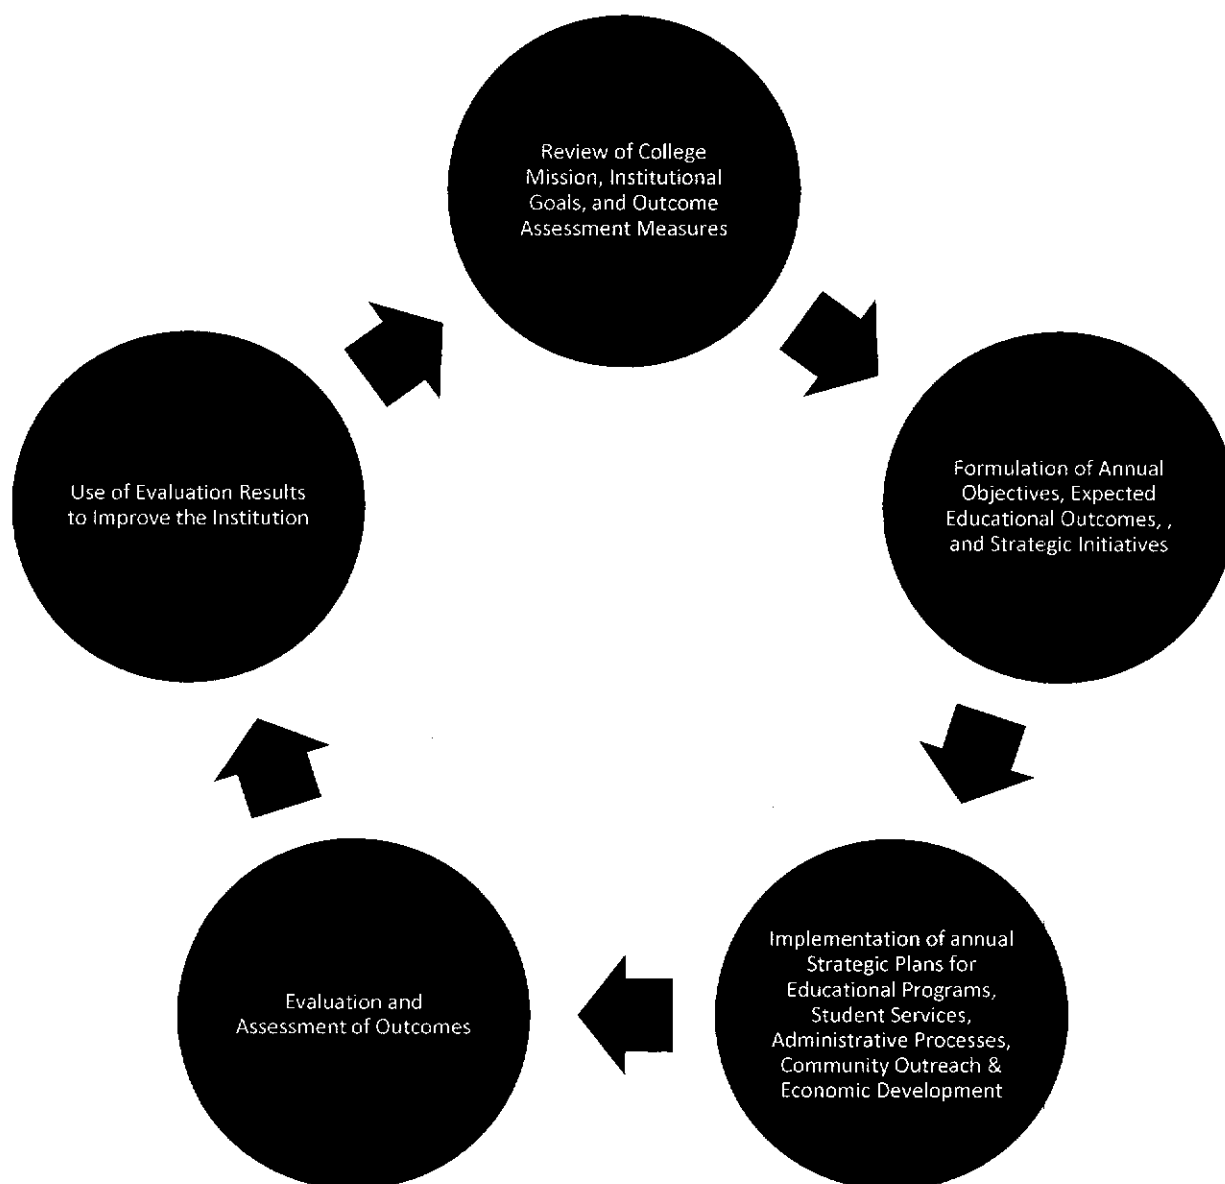 Review of College
Mission, Institutional
Goals, and Outcome
Assessment Measures
Formulation of Annual
Objectives, Expected
Educational Outcomes, ,
and Strategic Initiatives
Implementation of annual
Strategic Plans for
Educational Programs,
Student Services,
Administrative Processes,
Community Outreach &
Economic Development
Evaluation and
Assessment of Outcomes
Use of Evaluation Results
to Improve the Institution